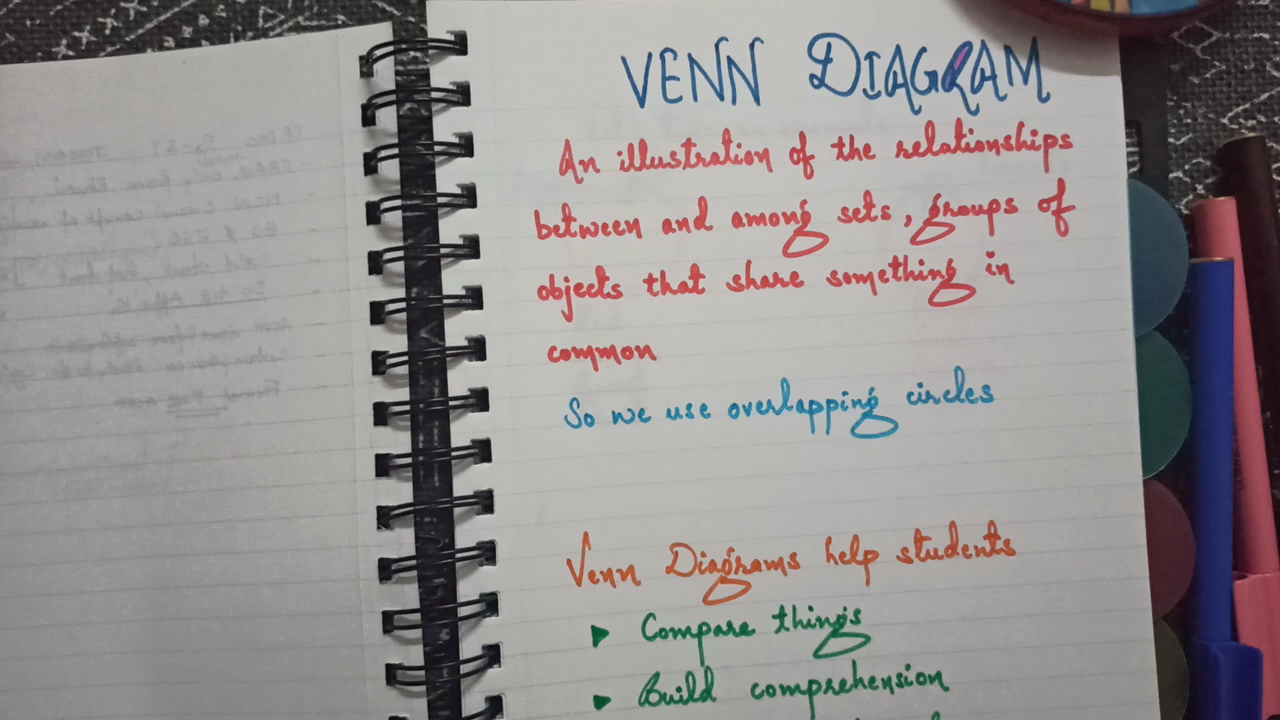 VENN DIAGRAM
An illustration of the relationships
between and among sets, groups of
objects that share something in
common
So we use overlapping circles
Venn Diagrams help students
▶ Compare things
▶ Build comprehension